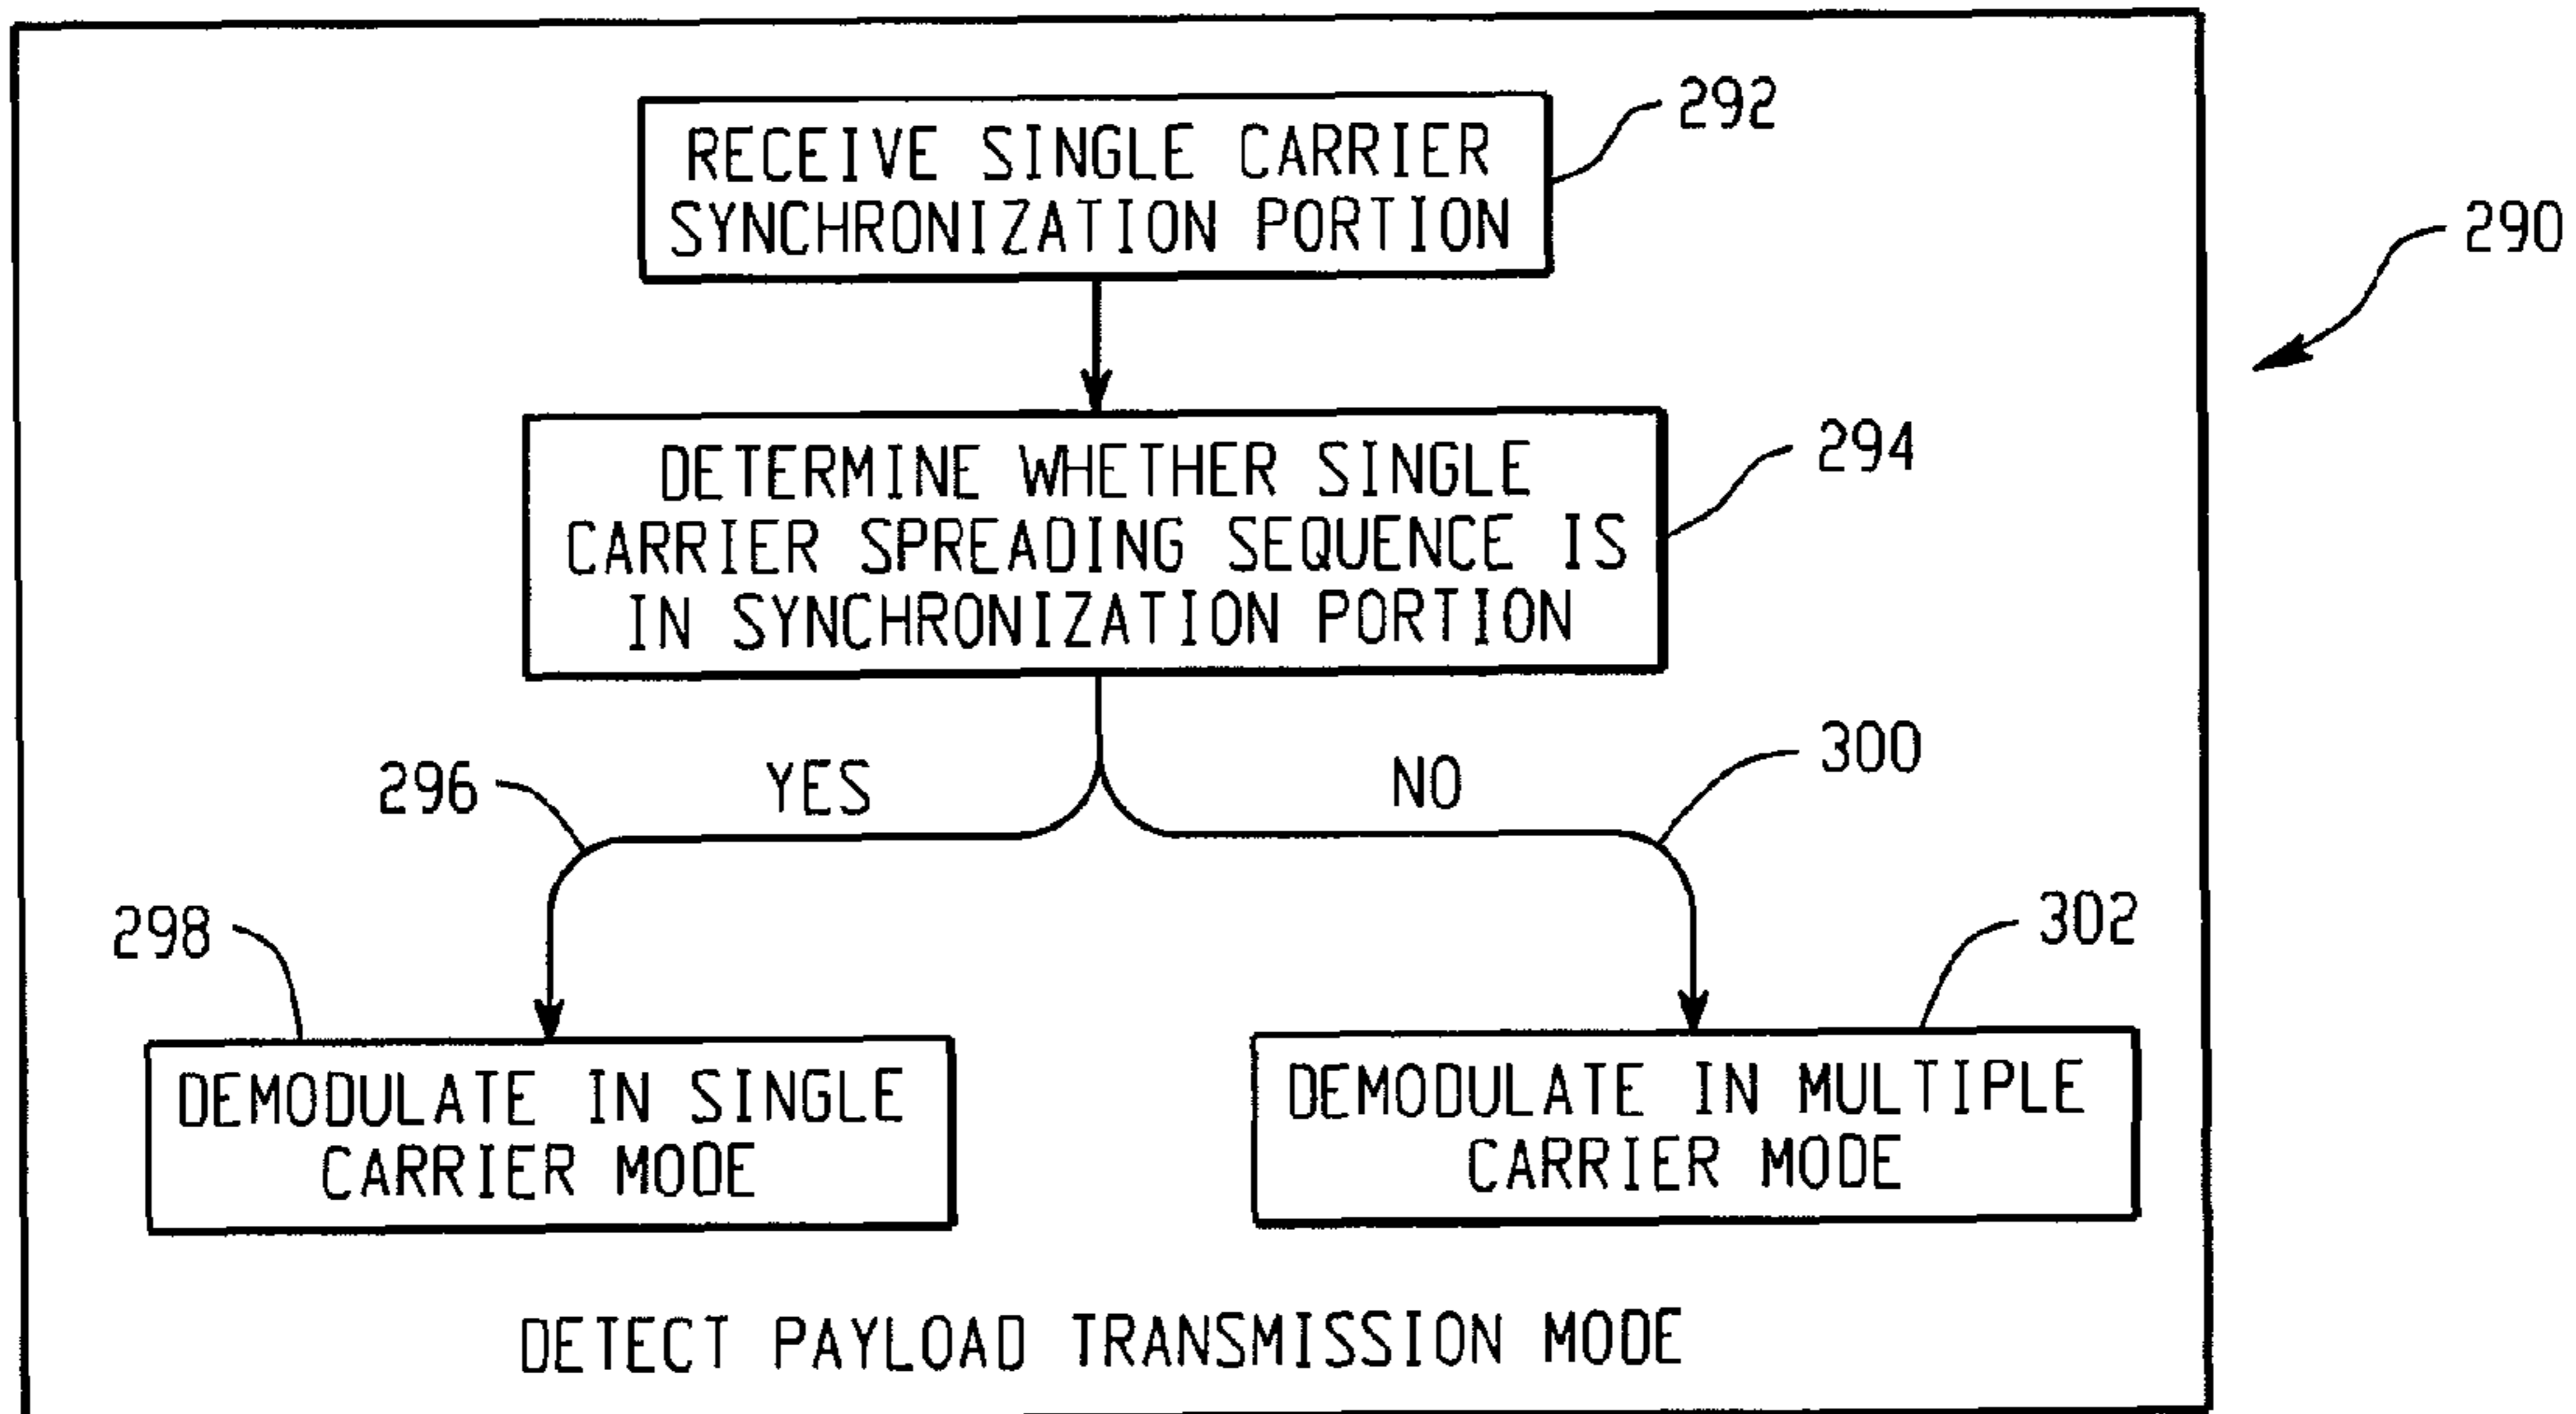 292
RECEIVE SINGLE CARRIER
SYNCHRONIZATION PORTION
290
294
DETERMINE WHETHER SINGLE
CARRIER SPREADING SEQUENCE IS
IN SYNCHRONIZATION PORTION
296
YES
NO
300
298
302
DEMODULATE IN SINGLE
CARRIER MODE
DEMODULATE IN MULTIPLE
CARRIER MODE
DETECT PAYLOAD TRANSMISSION MODE